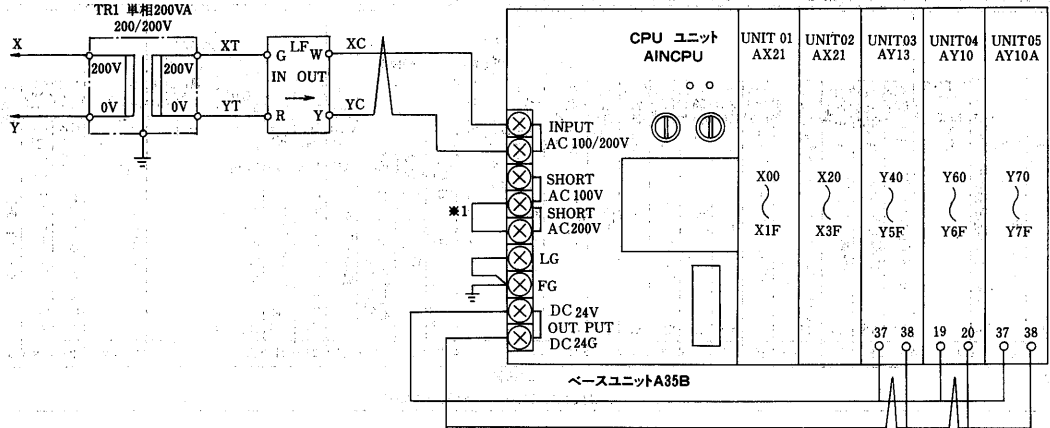 TR1 単相200VA
200/200V
X
200V
0V
Y
200V
0V
XT
YT
G LF W
IN OUT
R Y
XC
YC
CPU ユニット
AINCPU
INPUT
AC 100/200V
SHORT
AC 100V
SHORT
AC200V
※1
LG
FG
DC 24V
OUT PUT
DC 24G
UNIT 01
AX21
X00
X1F
UNIT02
AX21
X20
X3F
UNIT03
AY13
Y40
Y5F
37 38
UNIT04
AY10
Y60
Y6F
19 20
UNIT05
AY10A
Y70
Y7F
37 38
ベースユニットA35B